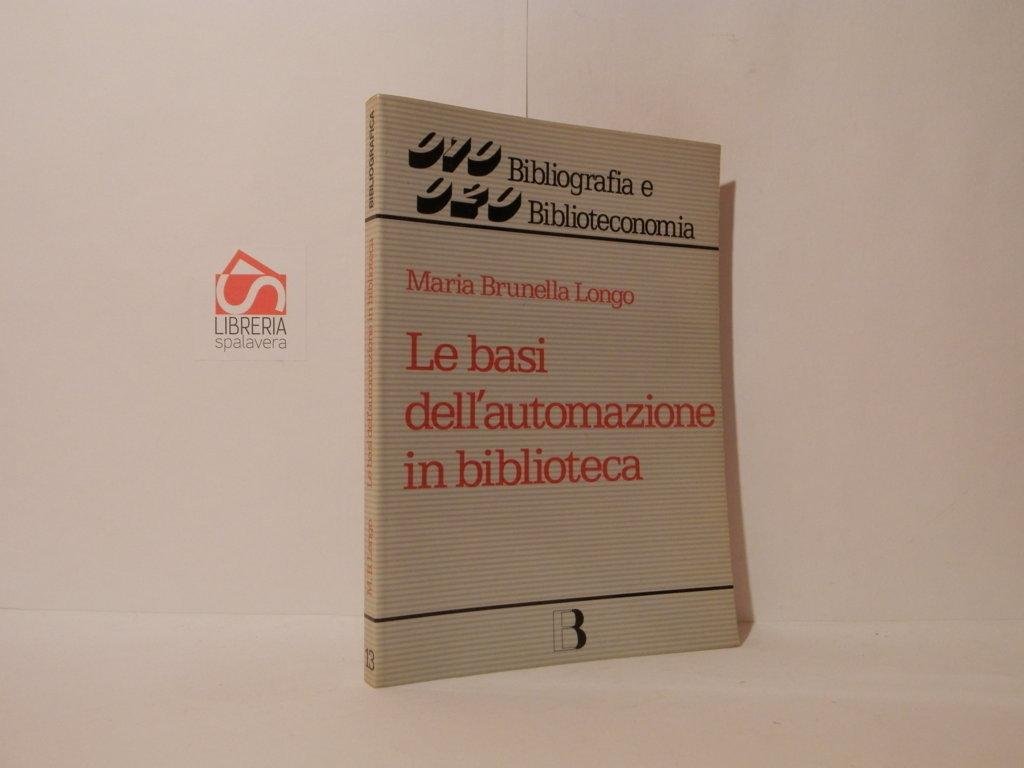 010 Bibliografia e
020 Biblioteconomia
Maria Brunella Longo
Le basi
dell'automazione
in biblioteca
B
BIBLIOGRAFICA
Le basi dell'automazione in biblioteca
M. B. Longo
13
LIBRERIA
spalavera